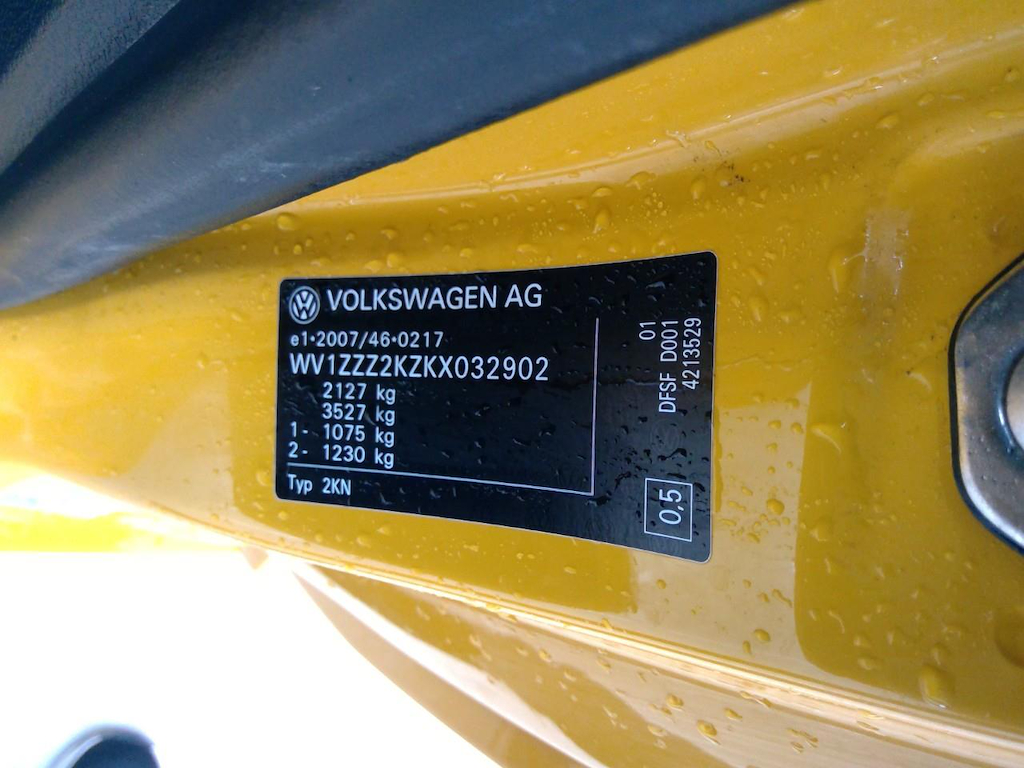 VOLKSWAGEN AG
e1*2007/46*0217
WV1ZZZ2KZKX032902
2127 kg
3527 kg
1- 1075 kg
2- 1230 kg
Typ 2KN
01
DFSF D001
4213529
0,5